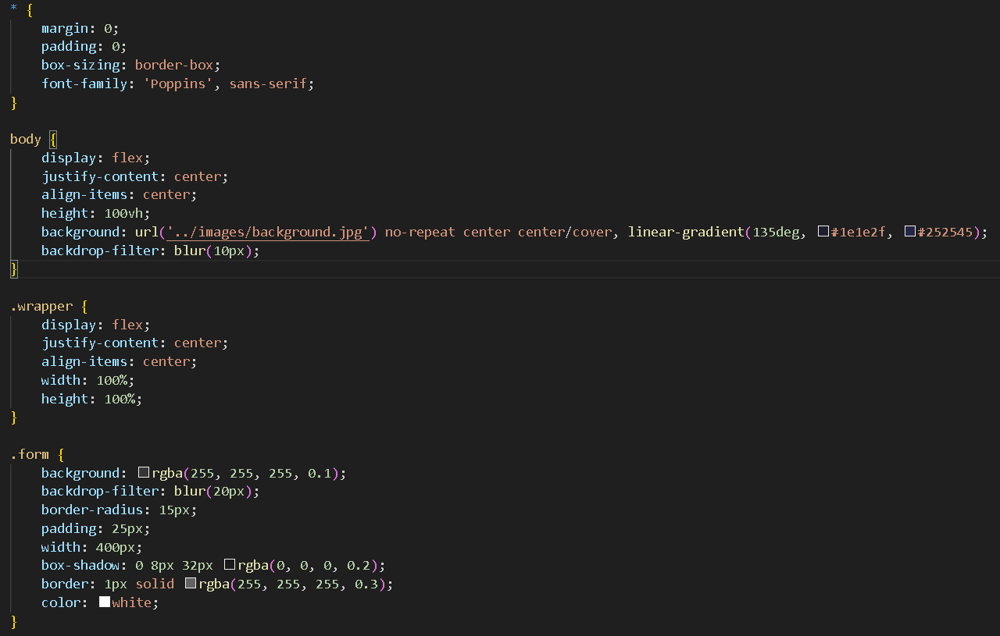 * {
    margin: 0;
    padding: 0;
    box-sizing: border-box;
    font-family: 'Poppins', sans-serif;
}

body {
    display: flex;
    justify-content: center;
    align-items: center;
    height: 100vh;
    background: url('../images/background.jpg') no-repeat center center/cover, linear-gradient(135deg, #1e1e2f, #252545);
    backdrop-filter: blur(10px);
}

.wrapper {
    display: flex;
    justify-content: center;
    align-items: center;
    width: 100%;
    height: 100%;
}

.form {
    background: rgba(255, 255, 255, 0.1);
    backdrop-filter: blur(20px);
    border-radius: 15px;
    padding: 25px;
    width: 400px;
    box-shadow: 0 8px 32px rgba(0, 0, 0, 0.2);
    border: 1px solid rgba(255, 255, 255, 0.3);
    color: white;
}